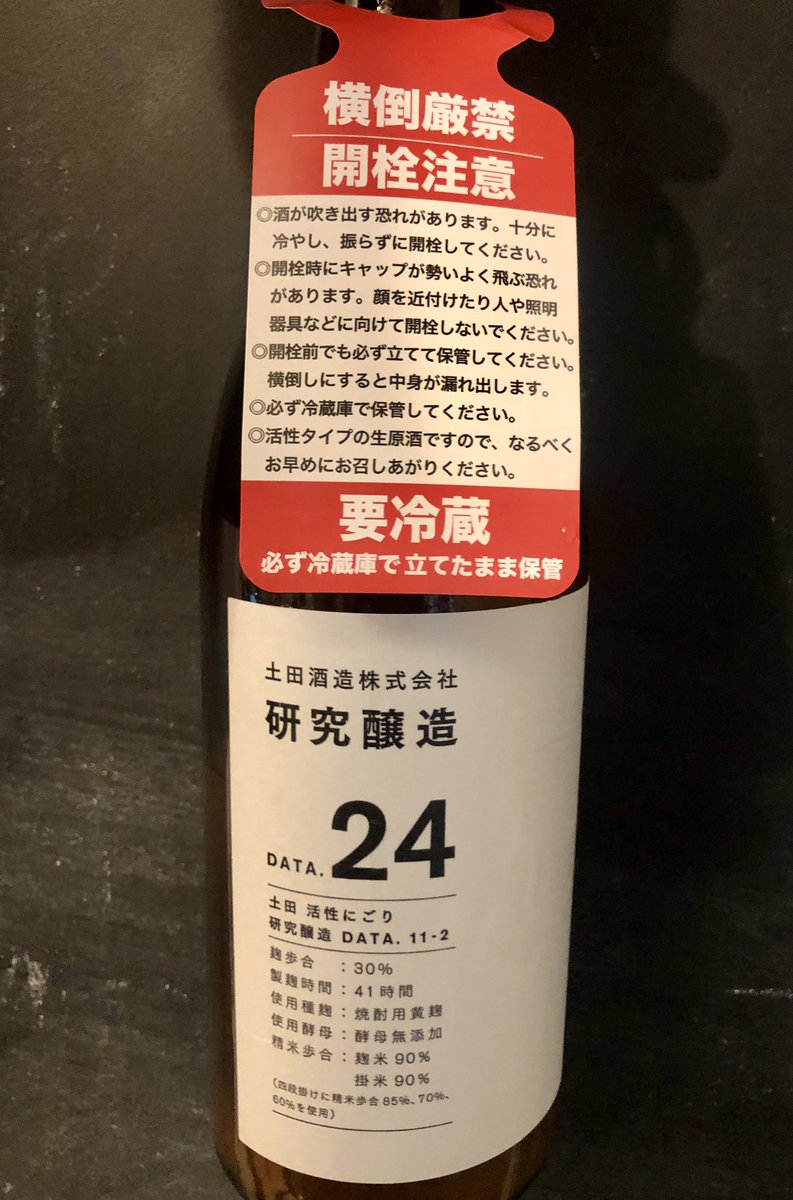 横倒厳禁
開栓注意
◎酒が吹き出す恐れがあります。十分に
冷やし、振らずに開栓してください。
◎開栓時にキャップが勢いよく飛ぶ恐れ
があります。顔を近付けたり人や照明
器具などに向けて開栓しないでください。
◎開栓前でも必ず立てて保管してください。
横倒しにすると中身が漏れ出します。
◎必ず冷蔵庫で保管してください。
◎活性タイプの生原酒ですので、なるべく
お早めにお召しあがりください。
要冷蔵
必ず冷蔵庫で立てたまま保管
土田酒造株式会社
研究醸造
DATA. 24
土田 活性にごり
研究醸造 DATA. 11-2
麹歩合 : 30%
製麹時間 : 41時間
使用種麹 : 焼酎用黄麹
使用酵母 : 酵母無添加
精米歩合 : 麹米 90%
掛米 90%
(四段掛けに精米歩合85%、70%、
60%を使用)